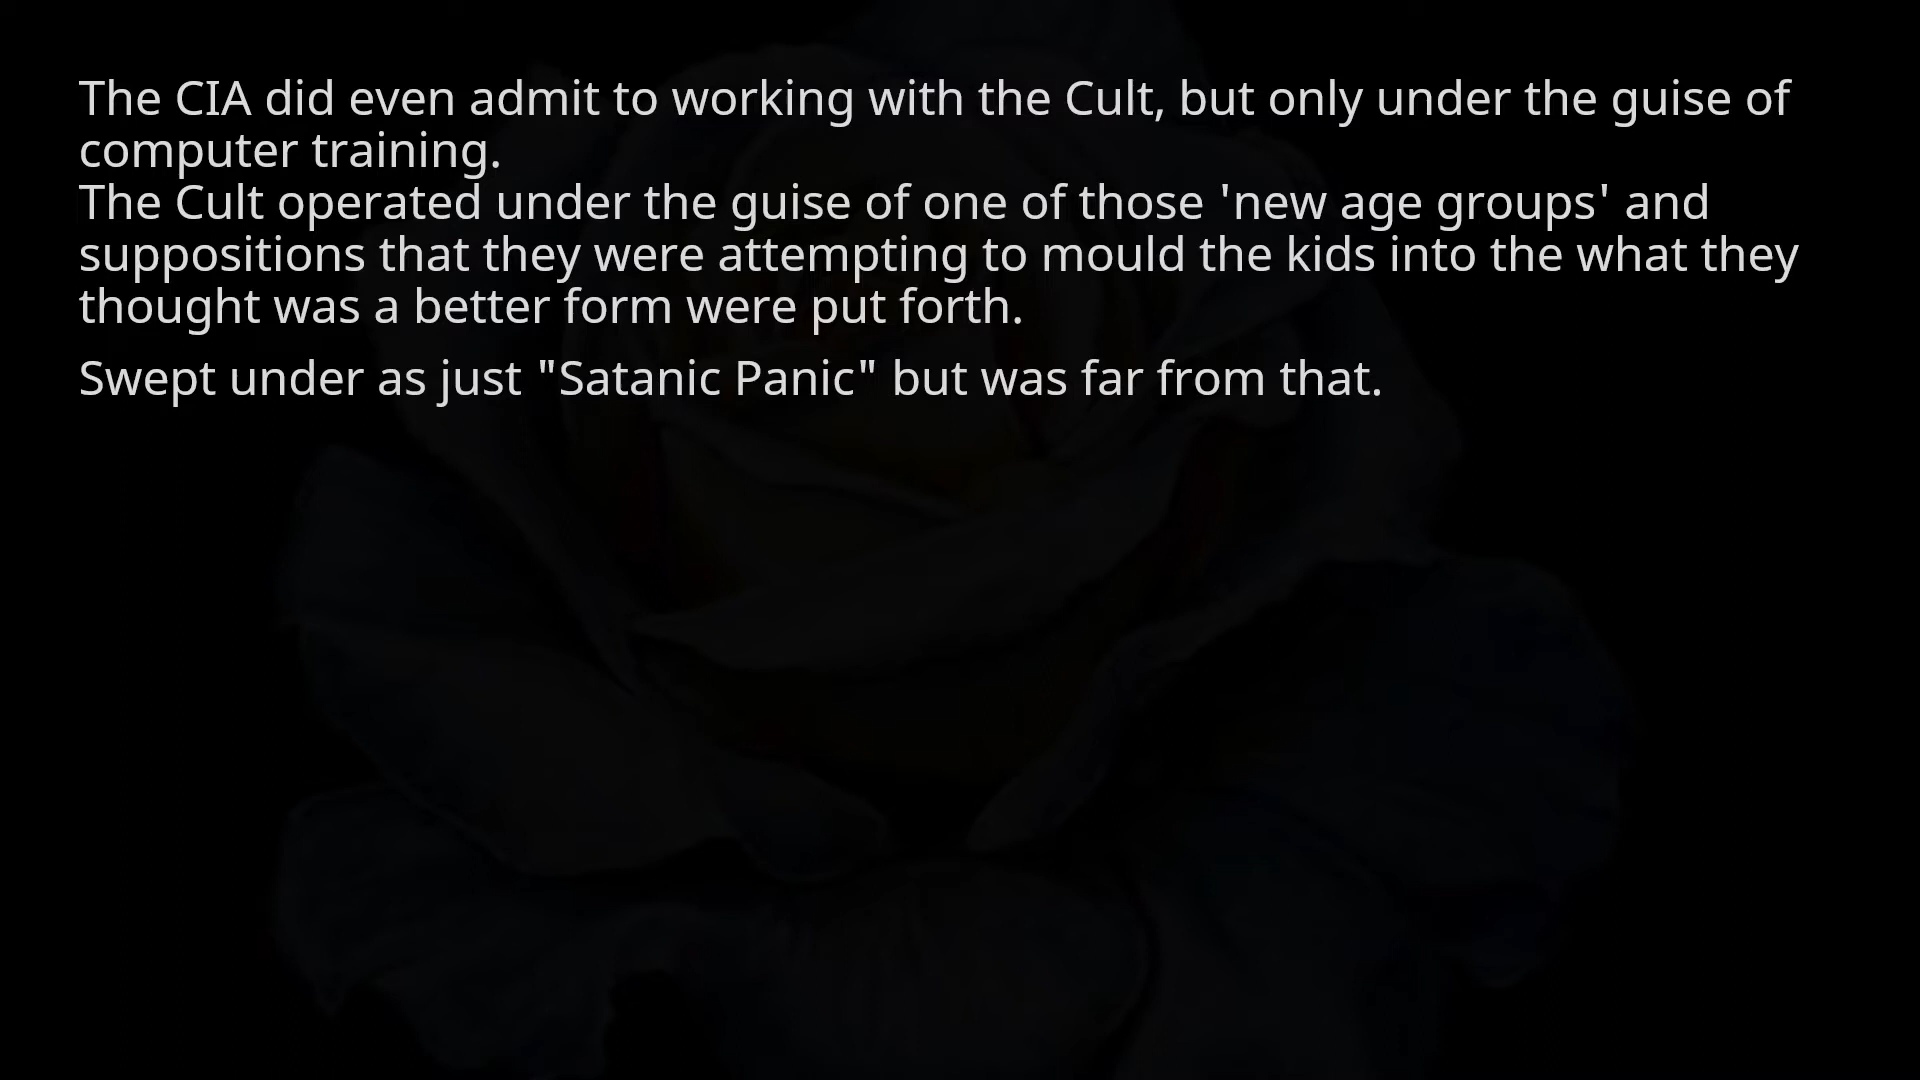 The CIA did even admit to working with the Cult, but only under the guise of
computer training.
The Cult operated under the guise of one of those 'new age groups' and
suppositions that they were attempting to mould the kids into the what they
thought was a better form were put forth.
Swept under as just "Satanic Panic" but was far from that.